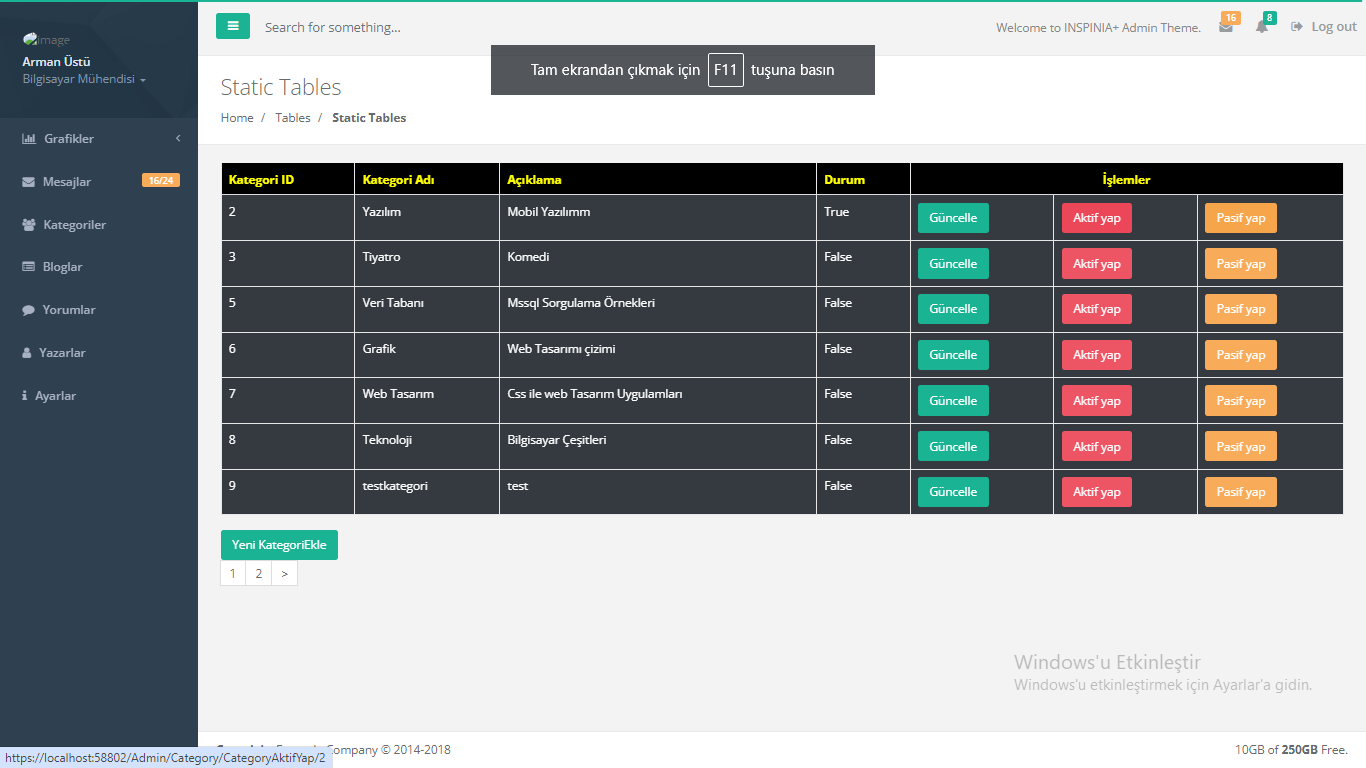 image
Arman Üstü
Bilgisayar Mühendisi
Grafikler
Mesajlar 16/24
Kategoriler
Bloglar
Yorumlar
Yazarlar
Ayarlar
Search for something...
Welcome to INSPINIA+ Admin Theme. 16 8 Log out
Tam ekrandan çıkmak için F11 tuşuna basın
Static Tables
Home / Tables / Static Tables
Kategori ID Kategori Adı Açıklama Durum İşlemler
2 Yazılım Mobil Yazılımm True Güncelle Aktif yap Pasif yap
3 Tiyatro Komedi False Güncelle Aktif yap Pasif yap
5 Veri Tabanı Mssql Sorgulama Örnekleri False Güncelle Aktif yap Pasif yap
6 Grafik Web Tasarımı çizimi False Güncelle Aktif yap Pasif yap
7 Web Tasarım Css ile web Tasarım Uygulamları False Güncelle Aktif yap Pasif yap
8 Teknoloji Bilgisayar Çeşitleri False Güncelle Aktif yap Pasif yap
9 testkategori test False Güncelle Aktif yap Pasif yap
Yeni KategoriEkle
1 2 >
Windows'u Etkinleştir
Windows'u etkinleştirmek için Ayarlar'a gidin.
Company © 2014-2018
10GB of 250GB Free.
https://localhost:58802/Admin/Category/CategoryAktifYap/2